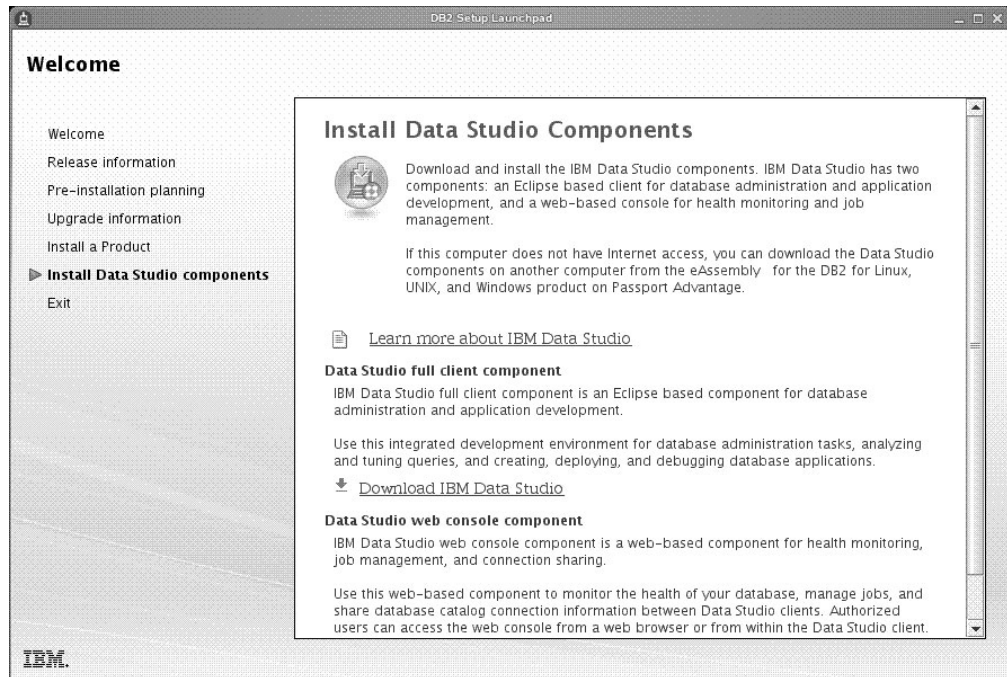 DB2 Setup Launchpad
Welcome
Welcome
Release information
Pre-installation planning
Upgrade information
Install a Product
Install Data Studio components
Exit
Install Data Studio Components
Download and install the IBM Data Studio components. IBM Data Studio has two
components: an Eclipse based client for database administration and application
development, and a web-based console for health monitoring and job
management.
If this computer does not have Internet access, you can download the Data Studio
components on another computer from the eAssembly for the DB2 for Linux,
UNIX, and Windows product on Passport Advantage.
Learn more about IBM Data Studio
Data Studio full client component
IBM Data Studio full client component is an Eclipse based component for database
administration and application development.
Use this integrated development environment for database administration tasks, analyzing
and tuning queries, and creating, deploying, and debugging database applications.
Download IBM Data Studio
Data Studio web console component
IBM Data Studio web console component is a web-based component for health monitoring,
job management, and connection sharing.
Use this web-based component to monitor the health of your database, manage jobs, and
share database catalog connection information between Data Studio clients. Authorized
users can access the web console from a web browser or from within the Data Studio client.
IBM.